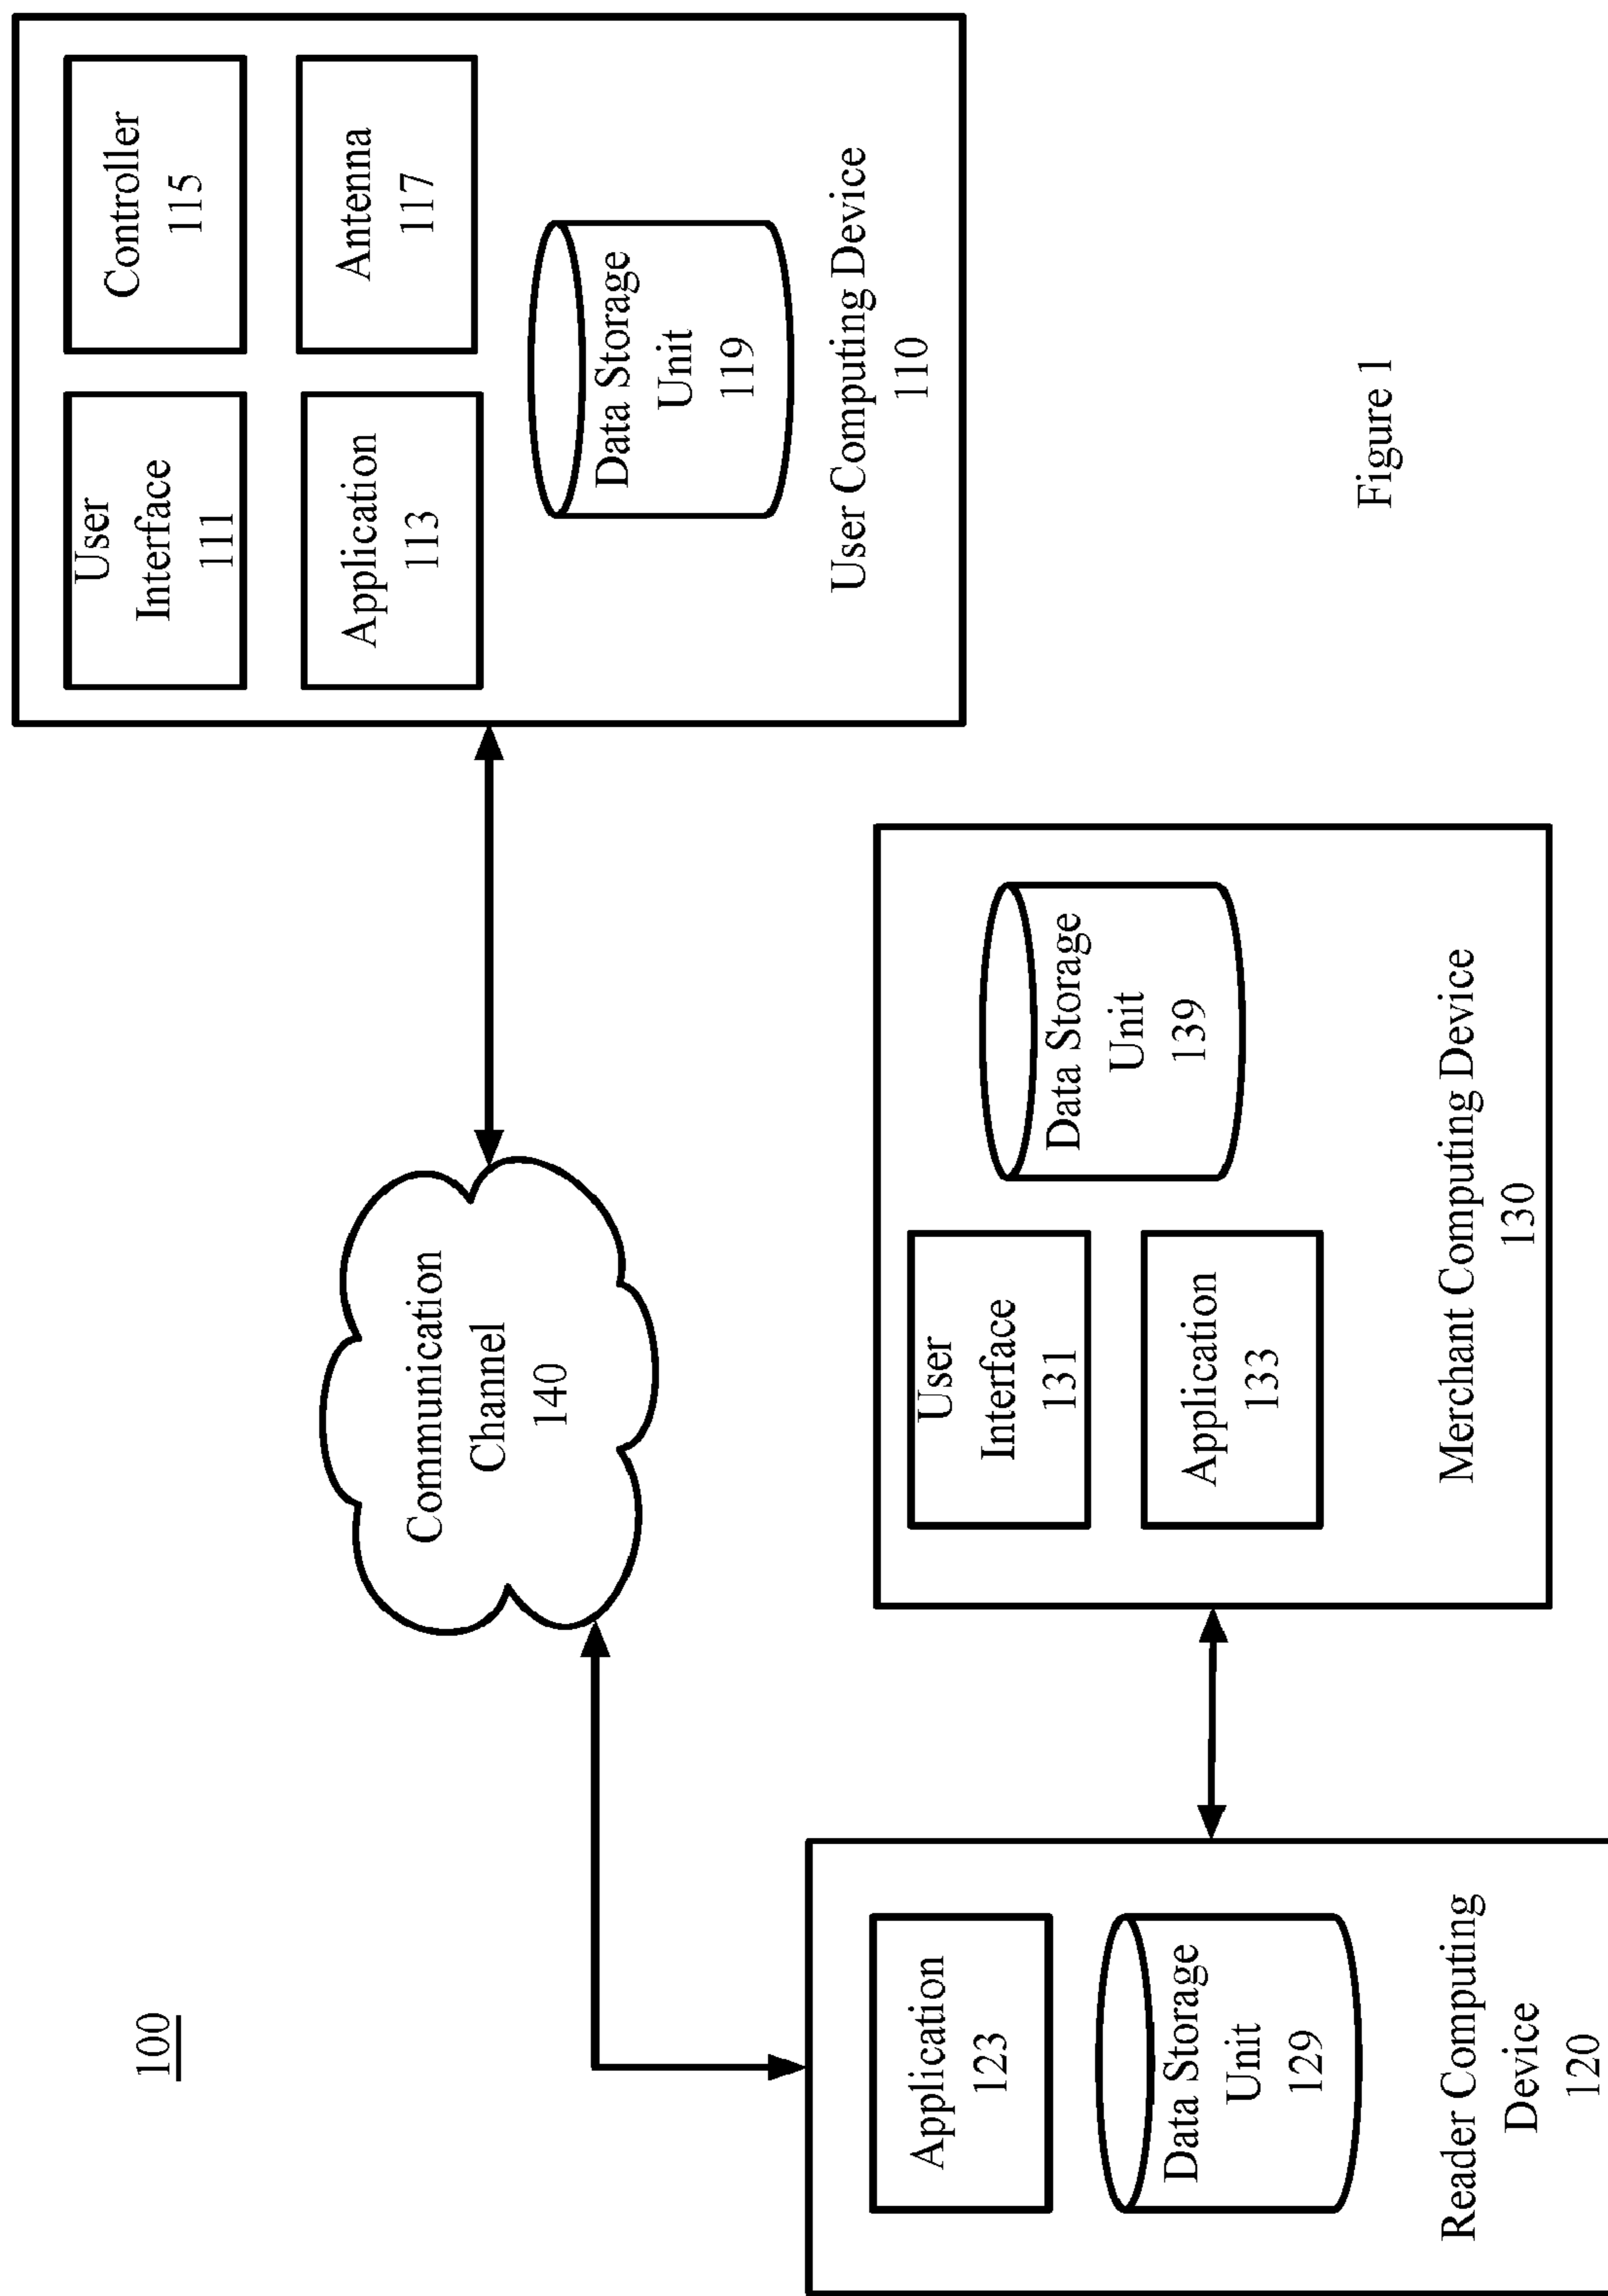 100
Communication
Channel
140
User
Interface
111
Controller
115
Application
113
Antenna
117
Data Storage
Unit
119
User Computing Device
110
Application
123
Data Storage
Unit
129
Reader Computing
Device
120
User
Interface
131
Application
133
Data Storage
Unit
139
Merchant Computing Device
130
Figure 1